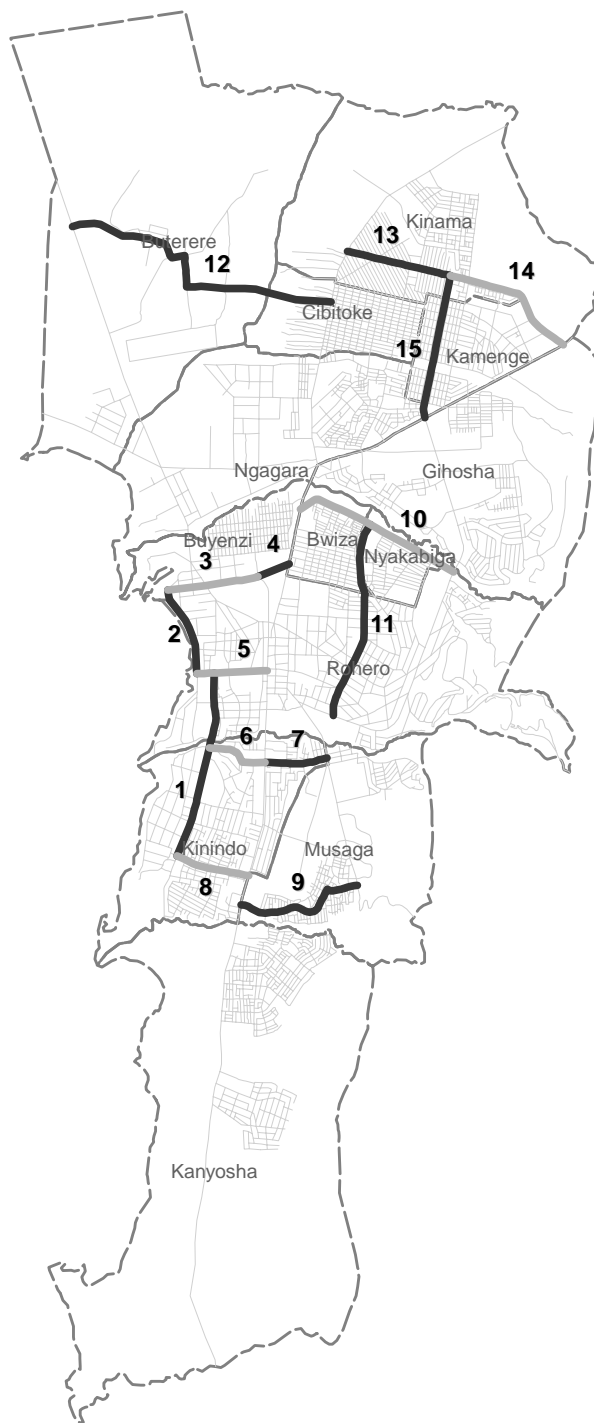 Kinama
13
Buterere
12
14
Cibitoke
15
Kamenge
Ngagara
Gihosha
10
Buyenzi
4
Bwiza
3
Nyakabiga
2
11
5
Rohero
6
7
1
Kinindo
Musaga
8
9
Kanyosha